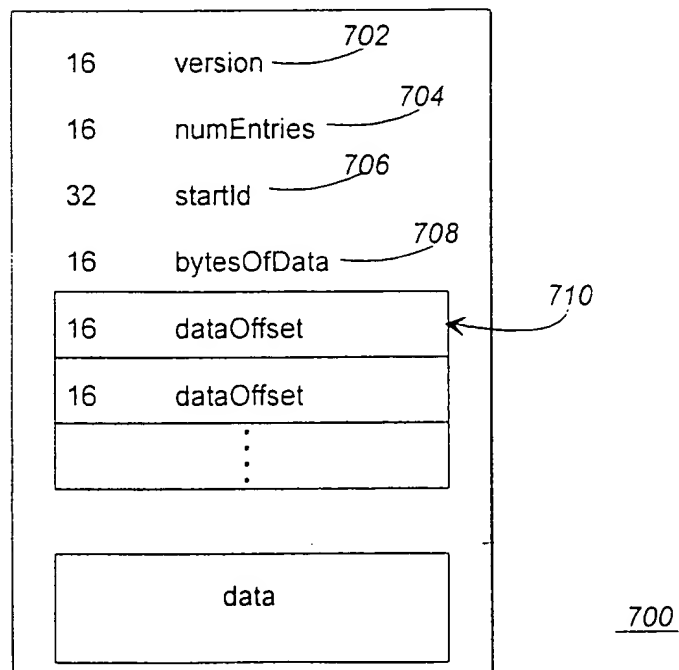 702
16 version
704
16 numEntries
706
32 startId
708
16 bytesOfData
710
16 dataOffset
16 dataOffset
data
700